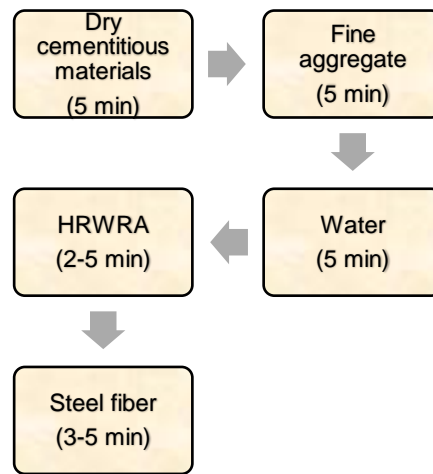 Dry
cementitious
materials
(5 min)
Fine
aggregate
(5 min)
Water
(5 min)
HRWRA
(2-5 min)
Steel fiber
(3-5 min)